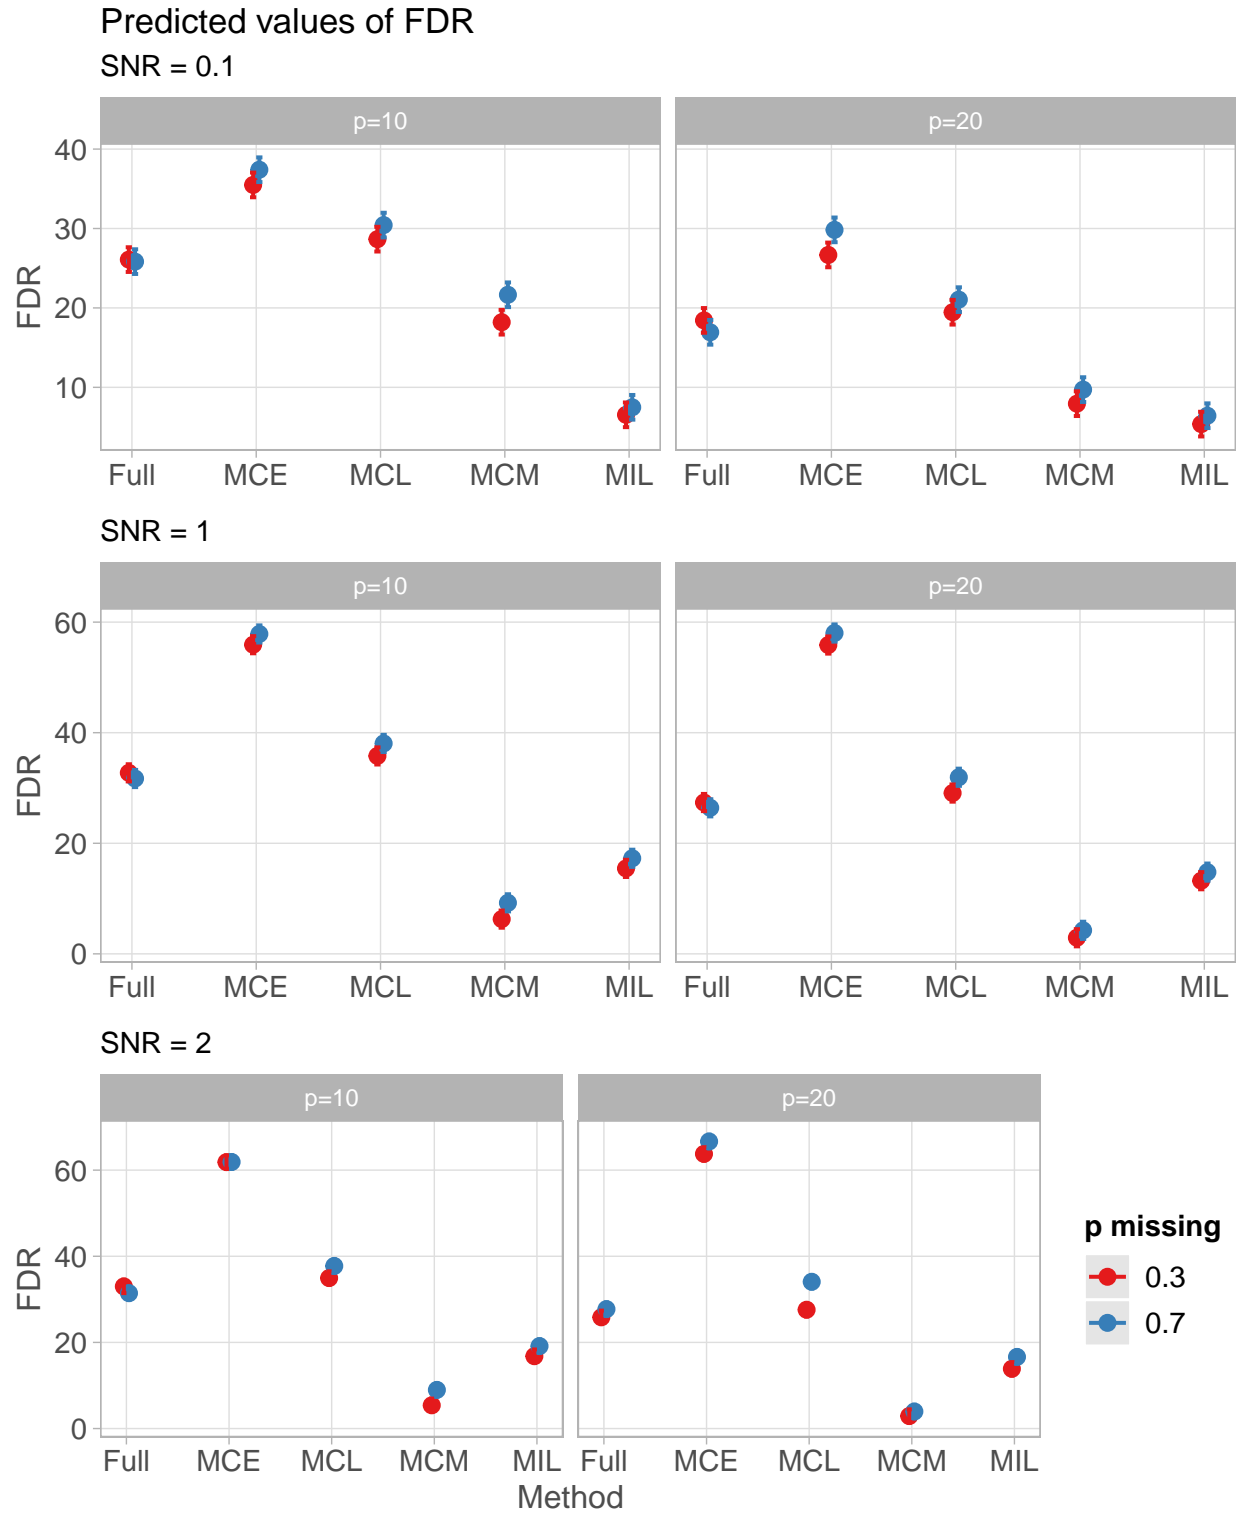 Predicted values of FDR
SNR = 0.1
p=10 p=20
FDR
40
30
20
10
Full MCE MCL MCM MIL Full MCE MCL MCM MIL
SNR = 1
p=10 p=20
FDR
60
40
20
0
Full MCE MCL MCM MIL Full MCE MCL MCM MIL
SNR = 2
p=10 p=20
FDR
60
40
20
0
Full MCE MCL MCM MIL Full MCE MCL MCM MIL
Method
p missing
0.3
0.7